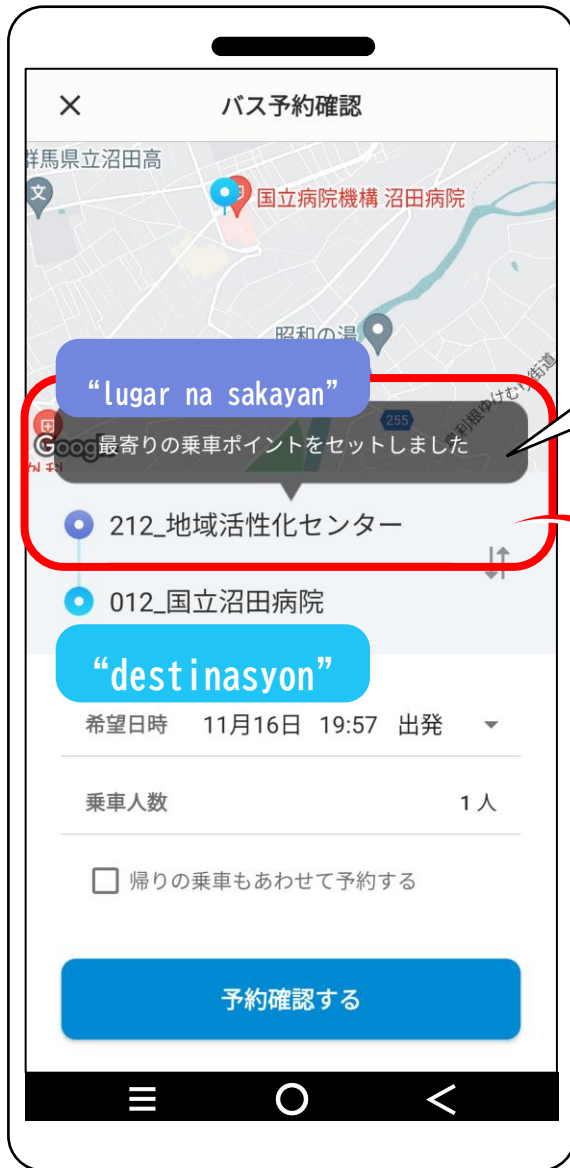 バス予約確認
群馬県立沼田高
国立病院機構 沼田病院
昭和の湯
“lugar na sakayan”
255
最寄りの乗車ポイントをセットしました
212_地域活性化センター
012_国立沼田病院
“destinasyon”
希望日時 11月16日 19:57 出発
乗車人数 1人
帰りの乗車もあわせて予約する
予約確認する